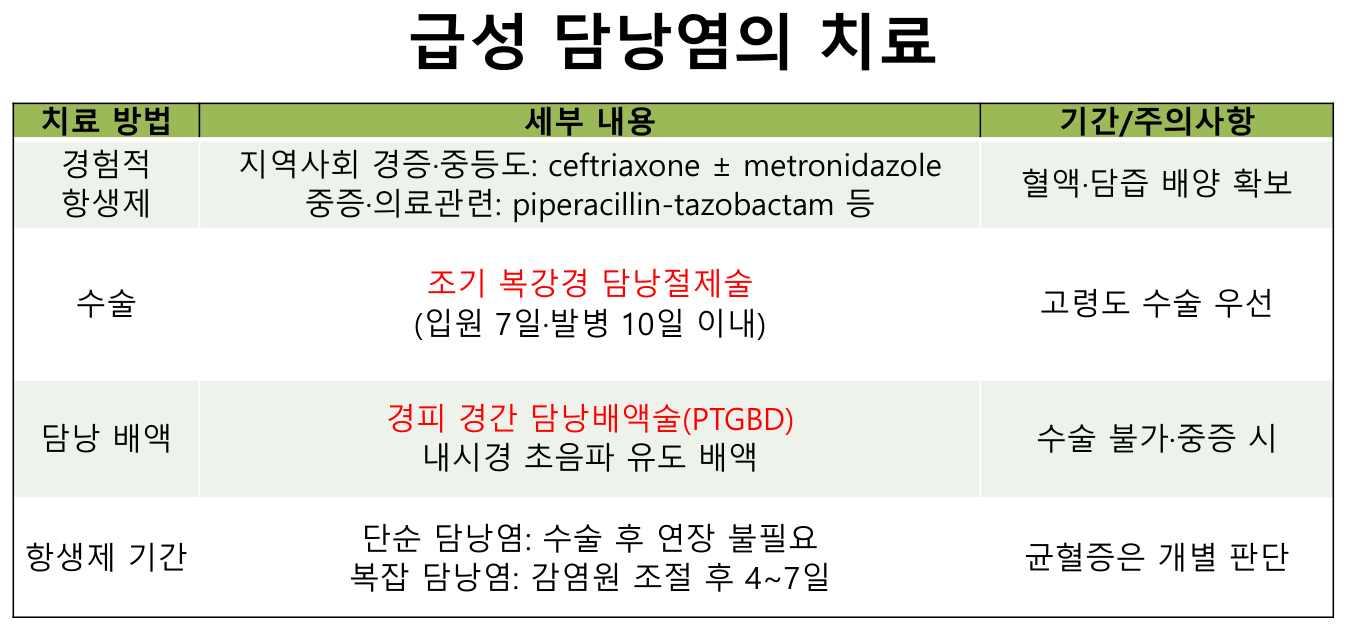 급성 담낭염의 치료
치료 방법
세부 내용
기간/주의사항
경험적
항생제
지역사회 경증·중등도: ceftriaxone ± metronidazole
중증·의료관련: piperacillin-tazobactam 등
혈액·담즙 배양 확보
수술
조기 복강경 담낭절제술
(입원 7일·발병 10일 이내)
고령도 수술 우선
담낭 배액
경피 경간 담낭배액술(PTGBD)
내시경 초음파 유도 배액
수술 불가·중증 시
항생제 기간
단순 담낭염: 수술 후 연장 불필요
복잡 담낭염: 감염원 조절 후 4~7일
균혈증은 개별 판단